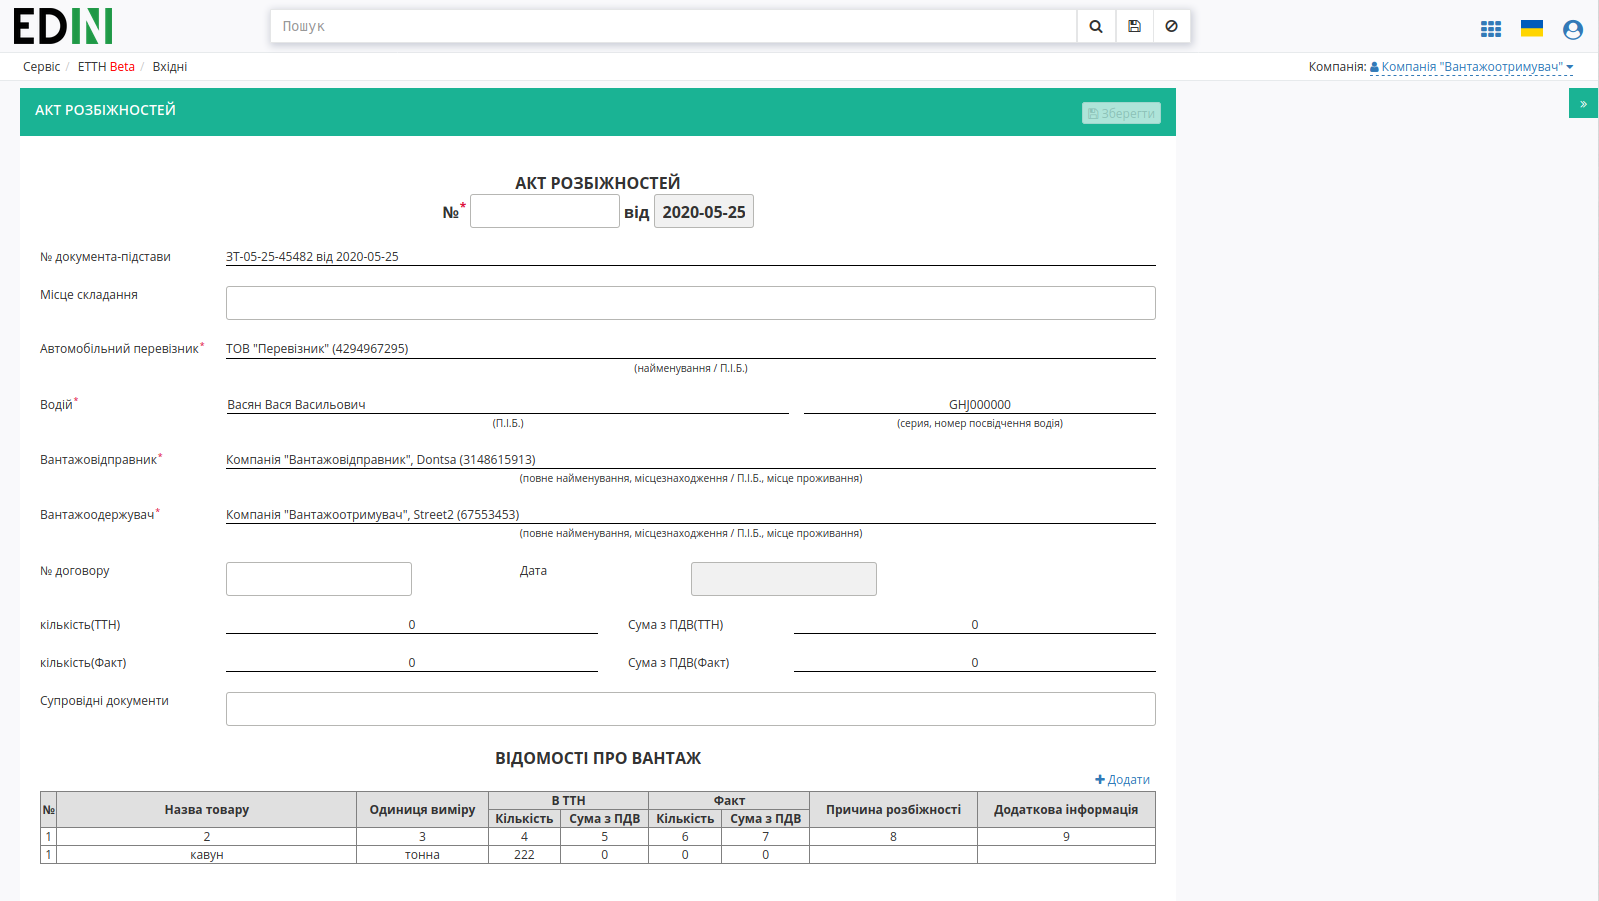 EDIN
Пошук
Сервіс / ЕТТН Beta / Вхідні
Компанія: Компанія "Вантажоотримувач"
АКТ РОЗБІЖНОСТЕЙ
Зберегти
»
АКТ РОЗБІЖНОСТЕЙ
№* від 2020-05-25
№ документа-підстави ЗТ-05-25-45482 від 2020-05-25
Місце складання
Автомобільний перевізник* ТОВ "Перевізник" (4294967295)
(найменування / П.І.Б.)
Водій* Васян Вася Васильович GHJ000000
(П.І.Б.) (серия, номер посвідчення водія)
Вантажовідправник* Компанія "Вантажовідправник", Dontsa (3148615913)
(повне найменування, місцезнаходження / П.І.Б., місце проживання)
Вантажоодержувач* Компанія "Вантажоотримувач", Street2 (67553453)
(повне найменування, місцезнаходження / П.І.Б., місце проживання)
№ договору Дата
кількість(ТТН) 0 Сума з ПДВ(ТТН) 0
кількість(Факт) 0 Сума з ПДВ(Факт) 0
Супровідні документи
ВІДОМОСТІ ПРО ВАНТАЖ
Додати
№ Назва товару Одиниця виміру В ТТН Факт Причина розбіжності Додаткова інформація
Кількість Сума з ПДВ Кількість Сума з ПДВ
1 2 3 4 5 6 7 8 9
1 кавун тонна 222 0 0 0